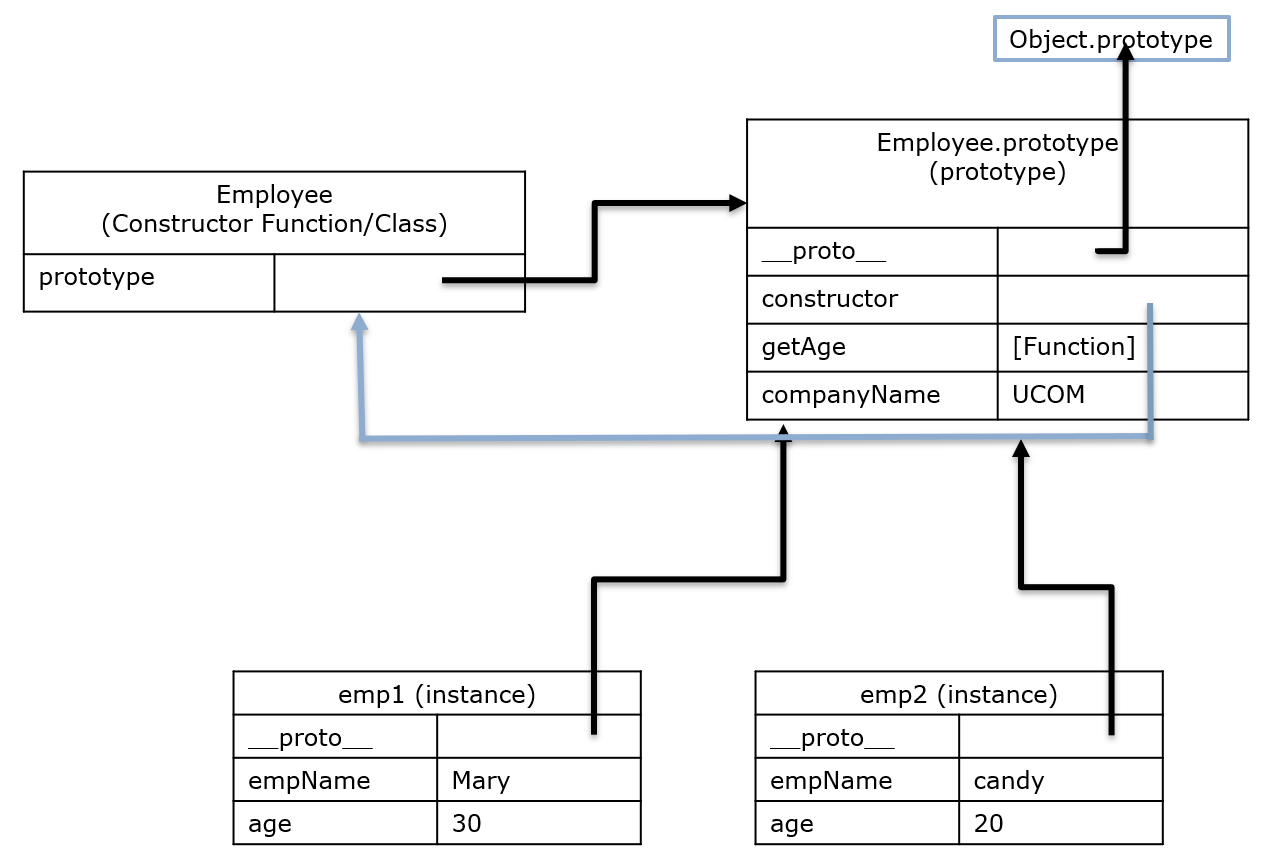 Object.prototype
Employee.prototype
(prototype)
__proto__
constructor
getAge [Function]
companyName UCOM
Employee
(Constructor Function/Class)
prototype
emp1 (instance)
__proto__
empName Mary
age 30
emp2 (instance)
__proto__
empName candy
age 20